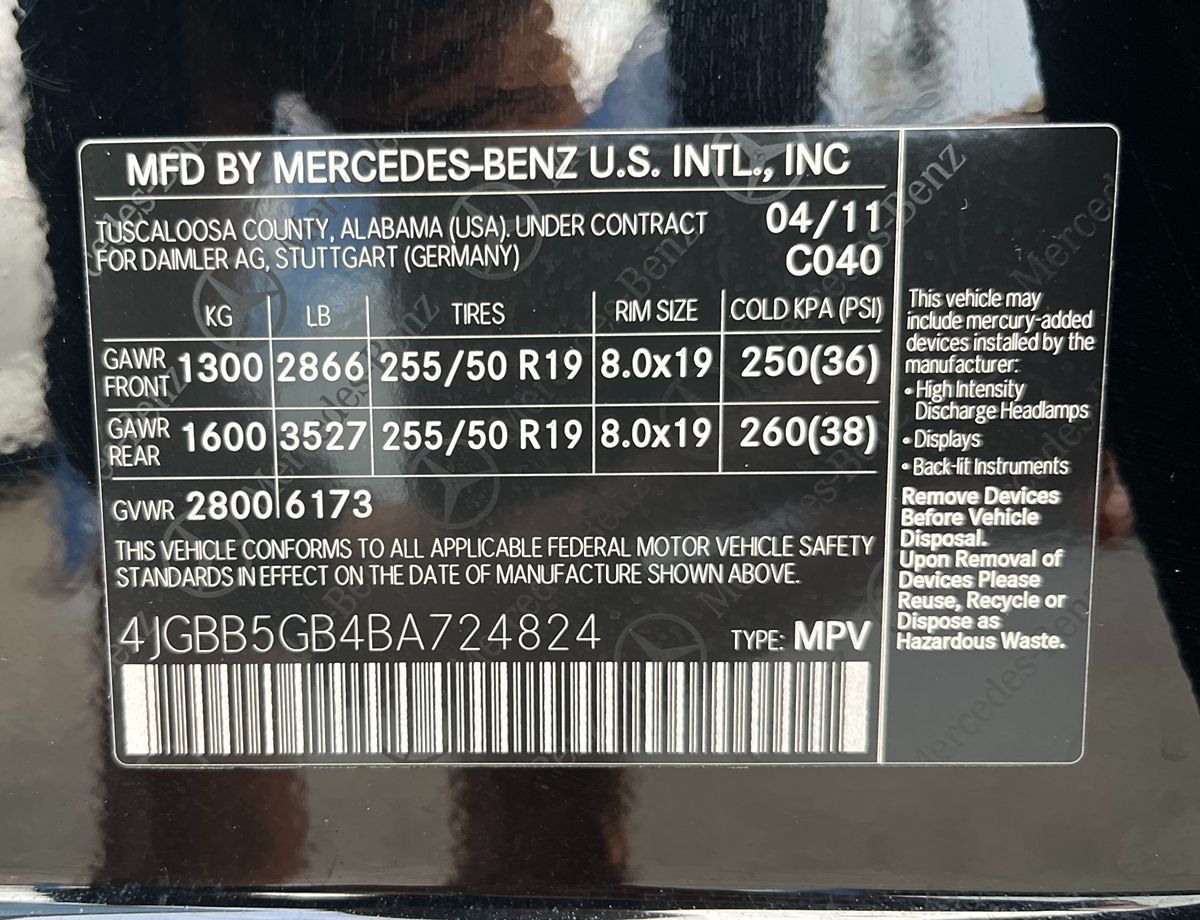 MFD BY MERCEDES-BENZ U.S. INTL., INC
TUSCALOOSA COUNTY, ALABAMA (USA). UNDER CONTRACT
FOR DAIMLER AG, STUTTGART (GERMANY)
04/11
C040
KG LB TIRES RIM SIZE COLD KPA (PSI)
GAWR FRONT 1300 2866 255/50 R19 8.0x19 250(36)
GAWR REAR 1600 3527 255/50 R19 8.0x19 260(38)
GVWR 2800 6173
THIS VEHICLE CONFORMS TO ALL APPLICABLE FEDERAL MOTOR VEHICLE SAFETY
STANDARDS IN EFFECT ON THE DATE OF MANUFACTURE SHOWN ABOVE.
4JGBB5GB4BA724824 TYPE: MPV
This vehicle may
include mercury-added
devices installed by the
manufacturer:
• High Intensity
Discharge Headlamps
• Displays
• Back-lit Instruments
Remove Devices
Before Vehicle
Disposal.
Upon Removal of
Devices Please
Reuse, Recycle or
Dispose as
Hazardous Waste.
Mercedes-Benz